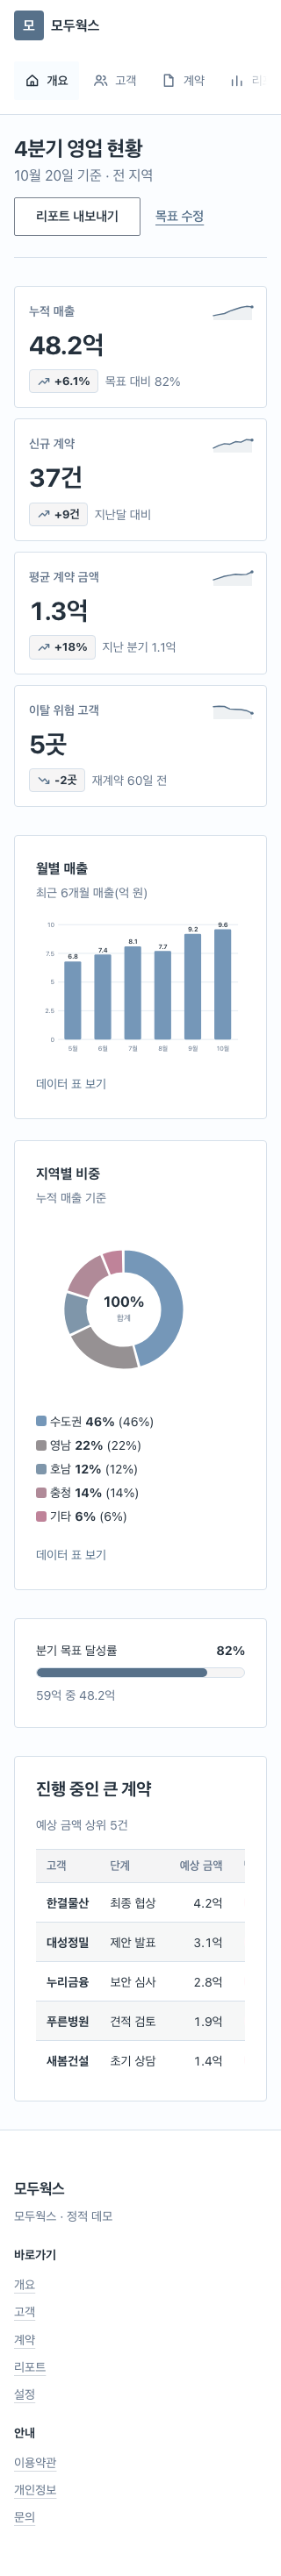 모 모두웍스
개요 고객 계약 리
4분기 영업 현황
10월 20일 기준 · 전 지역
리포트 내보내기 목표 수정
누적 매출
48.2억
+6.1% 목표 대비 82%
신규 계약
37건
+9건 지난달 대비
평균 계약 금액
1.3억
+18% 지난 분기 1.1억
이탈 위험 고객
5곳
-2곳 재계약 60일 전
월별 매출
최근 6개월 매출(억 원)
10
7.5
5
2.5
0
6.8 7.4 8.1 7.7 9.2 9.6
5월 6월 7월 8월 9월 10월
데이터 표 보기
지역별 비중
누적 매출 기준
100%
합계
수도권 46% (46%)
영남 22% (22%)
호남 12% (12%)
충청 14% (14%)
기타 6% (6%)
데이터 표 보기
분기 목표 달성률 82%
59억 중 48.2억
진행 중인 큰 계약
예상 금액 상위 5건
고객 단계 예상 금액
한결물산 최종 협상 4.2억
대성정밀 제안 발표 3.1억
누리금융 보안 심사 2.8억
푸른병원 견적 검토 1.9억
새봄건설 초기 상담 1.4억
모두웍스
모두웍스 · 정적 데모
바로가기
개요
고객
계약
리포트
설정
안내
이용약관
개인정보
문의